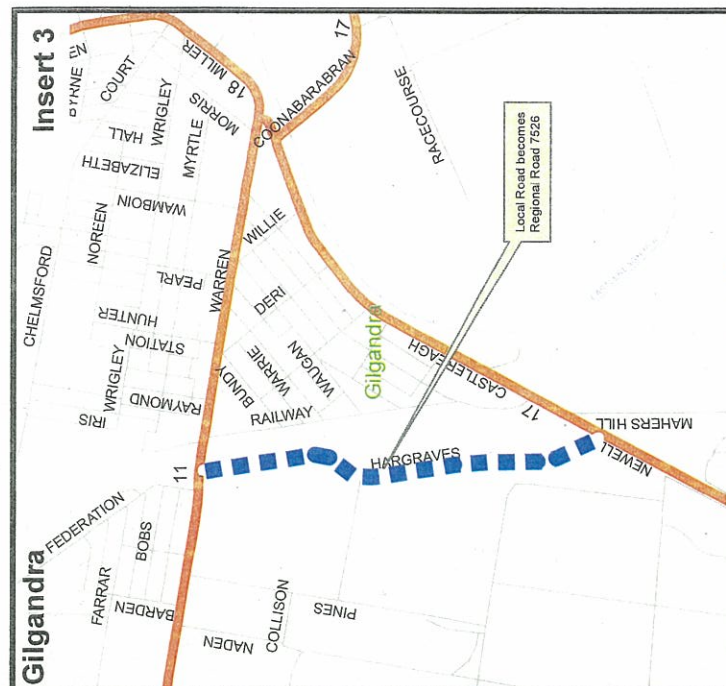 Gilgandra
Insert 3
BYRNE
EN
COURT
CHELMSFORD
NOREEN
HALL
WRIGLEY
ELIZABETH
MYRTLE
MORRIS
18
MILLER
17
COONABARABRAN
WAMBOIN
PEARL
HUNTER
STATION
WRIGLEY
RAYMOND
IRIS
WARREN
WILLIE
DERI
BUNDY
WARRIE
WAUGAN
RAILWAY
Gilgandra
RACECOURSE
Local Road becomes
Regional Road 7526
CASTLEREAGH
17
MAHERS HILL
NEWELL
HARGRAVES
11
FEDERATION
BOBS
FARRAR
BARDEN
NADEN
COLLISON
PINES